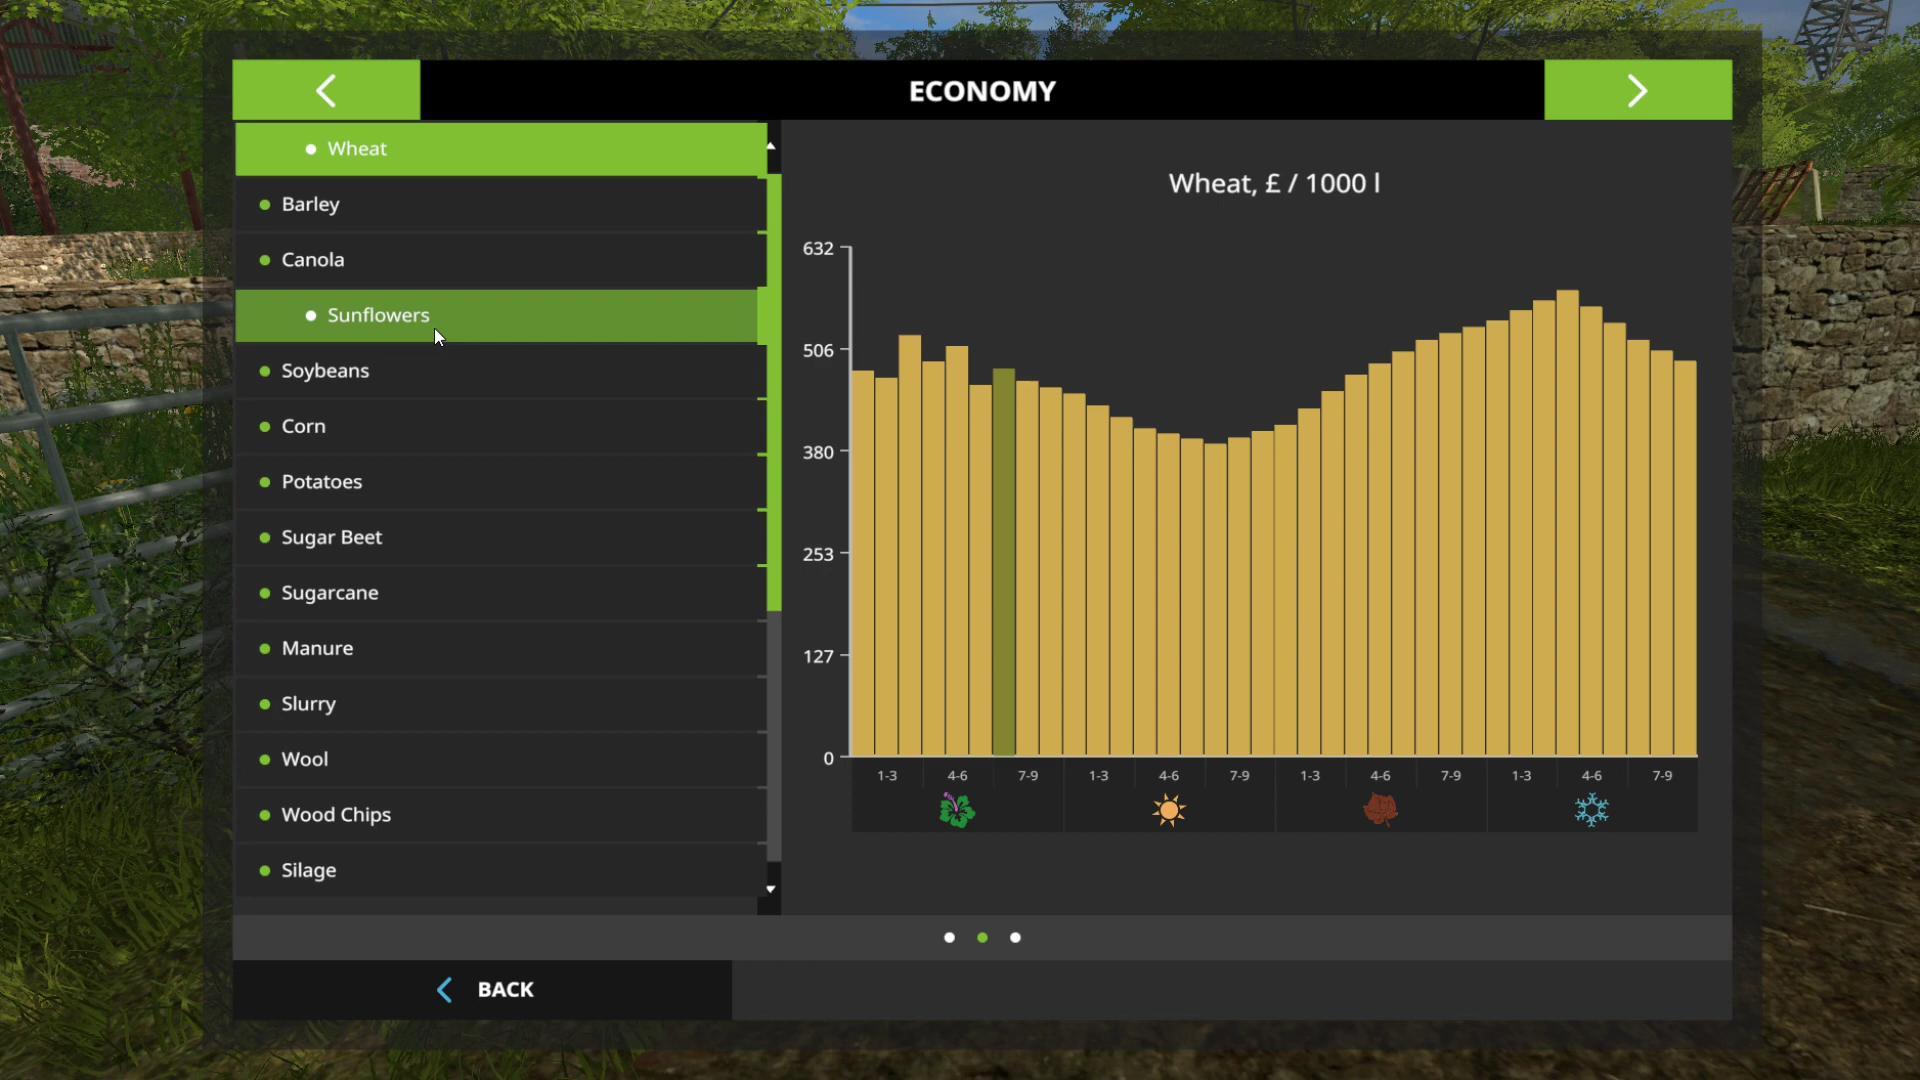 ECONOMY
Wheat
Barley
Canola
Sunflowers
Soybeans
Corn
Potatoes
Sugar Beet
Sugarcane
Manure
Slurry
Wool
Wood Chips
Silage
Wheat, £ / 1000 l
632
506
380
253
127
0
1-3 4-6 7-9 1-3 4-6 7-9 1-3 4-6 7-9 1-3 4-6 7-9
BACK